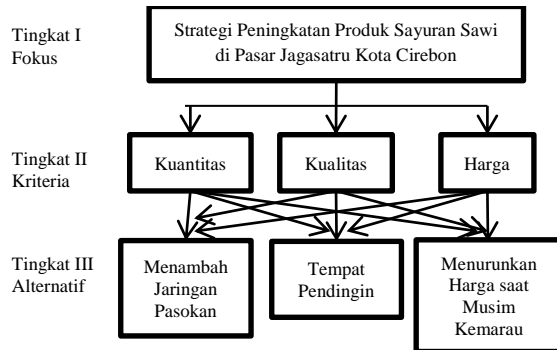 Tingkat I
Fokus
Strategi Peningkatan Produk Sayuran Sawi
di Pasar Jagasatru Kota Cirebon
Tingkat II
Kriteria
Kuantitas
Kualitas
Harga
Tingkat III
Alternatif
Menambah
Jaringan
Pasokan
Tempat
Pendingin
Menurunkan
Harga saat
Musim
Kemarau